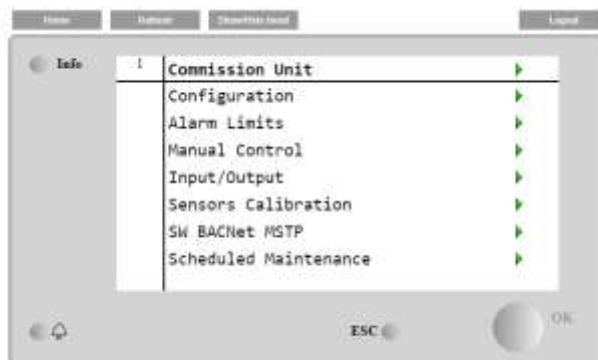 Home Refresh Show/Hide bezel Logout
Info
1 Commission Unit
Configuration
Alarm Limits
Manual Control
Input/Output
Sensors Calibration
SW BACNet MSTP
Scheduled Maintenance
ESC OK